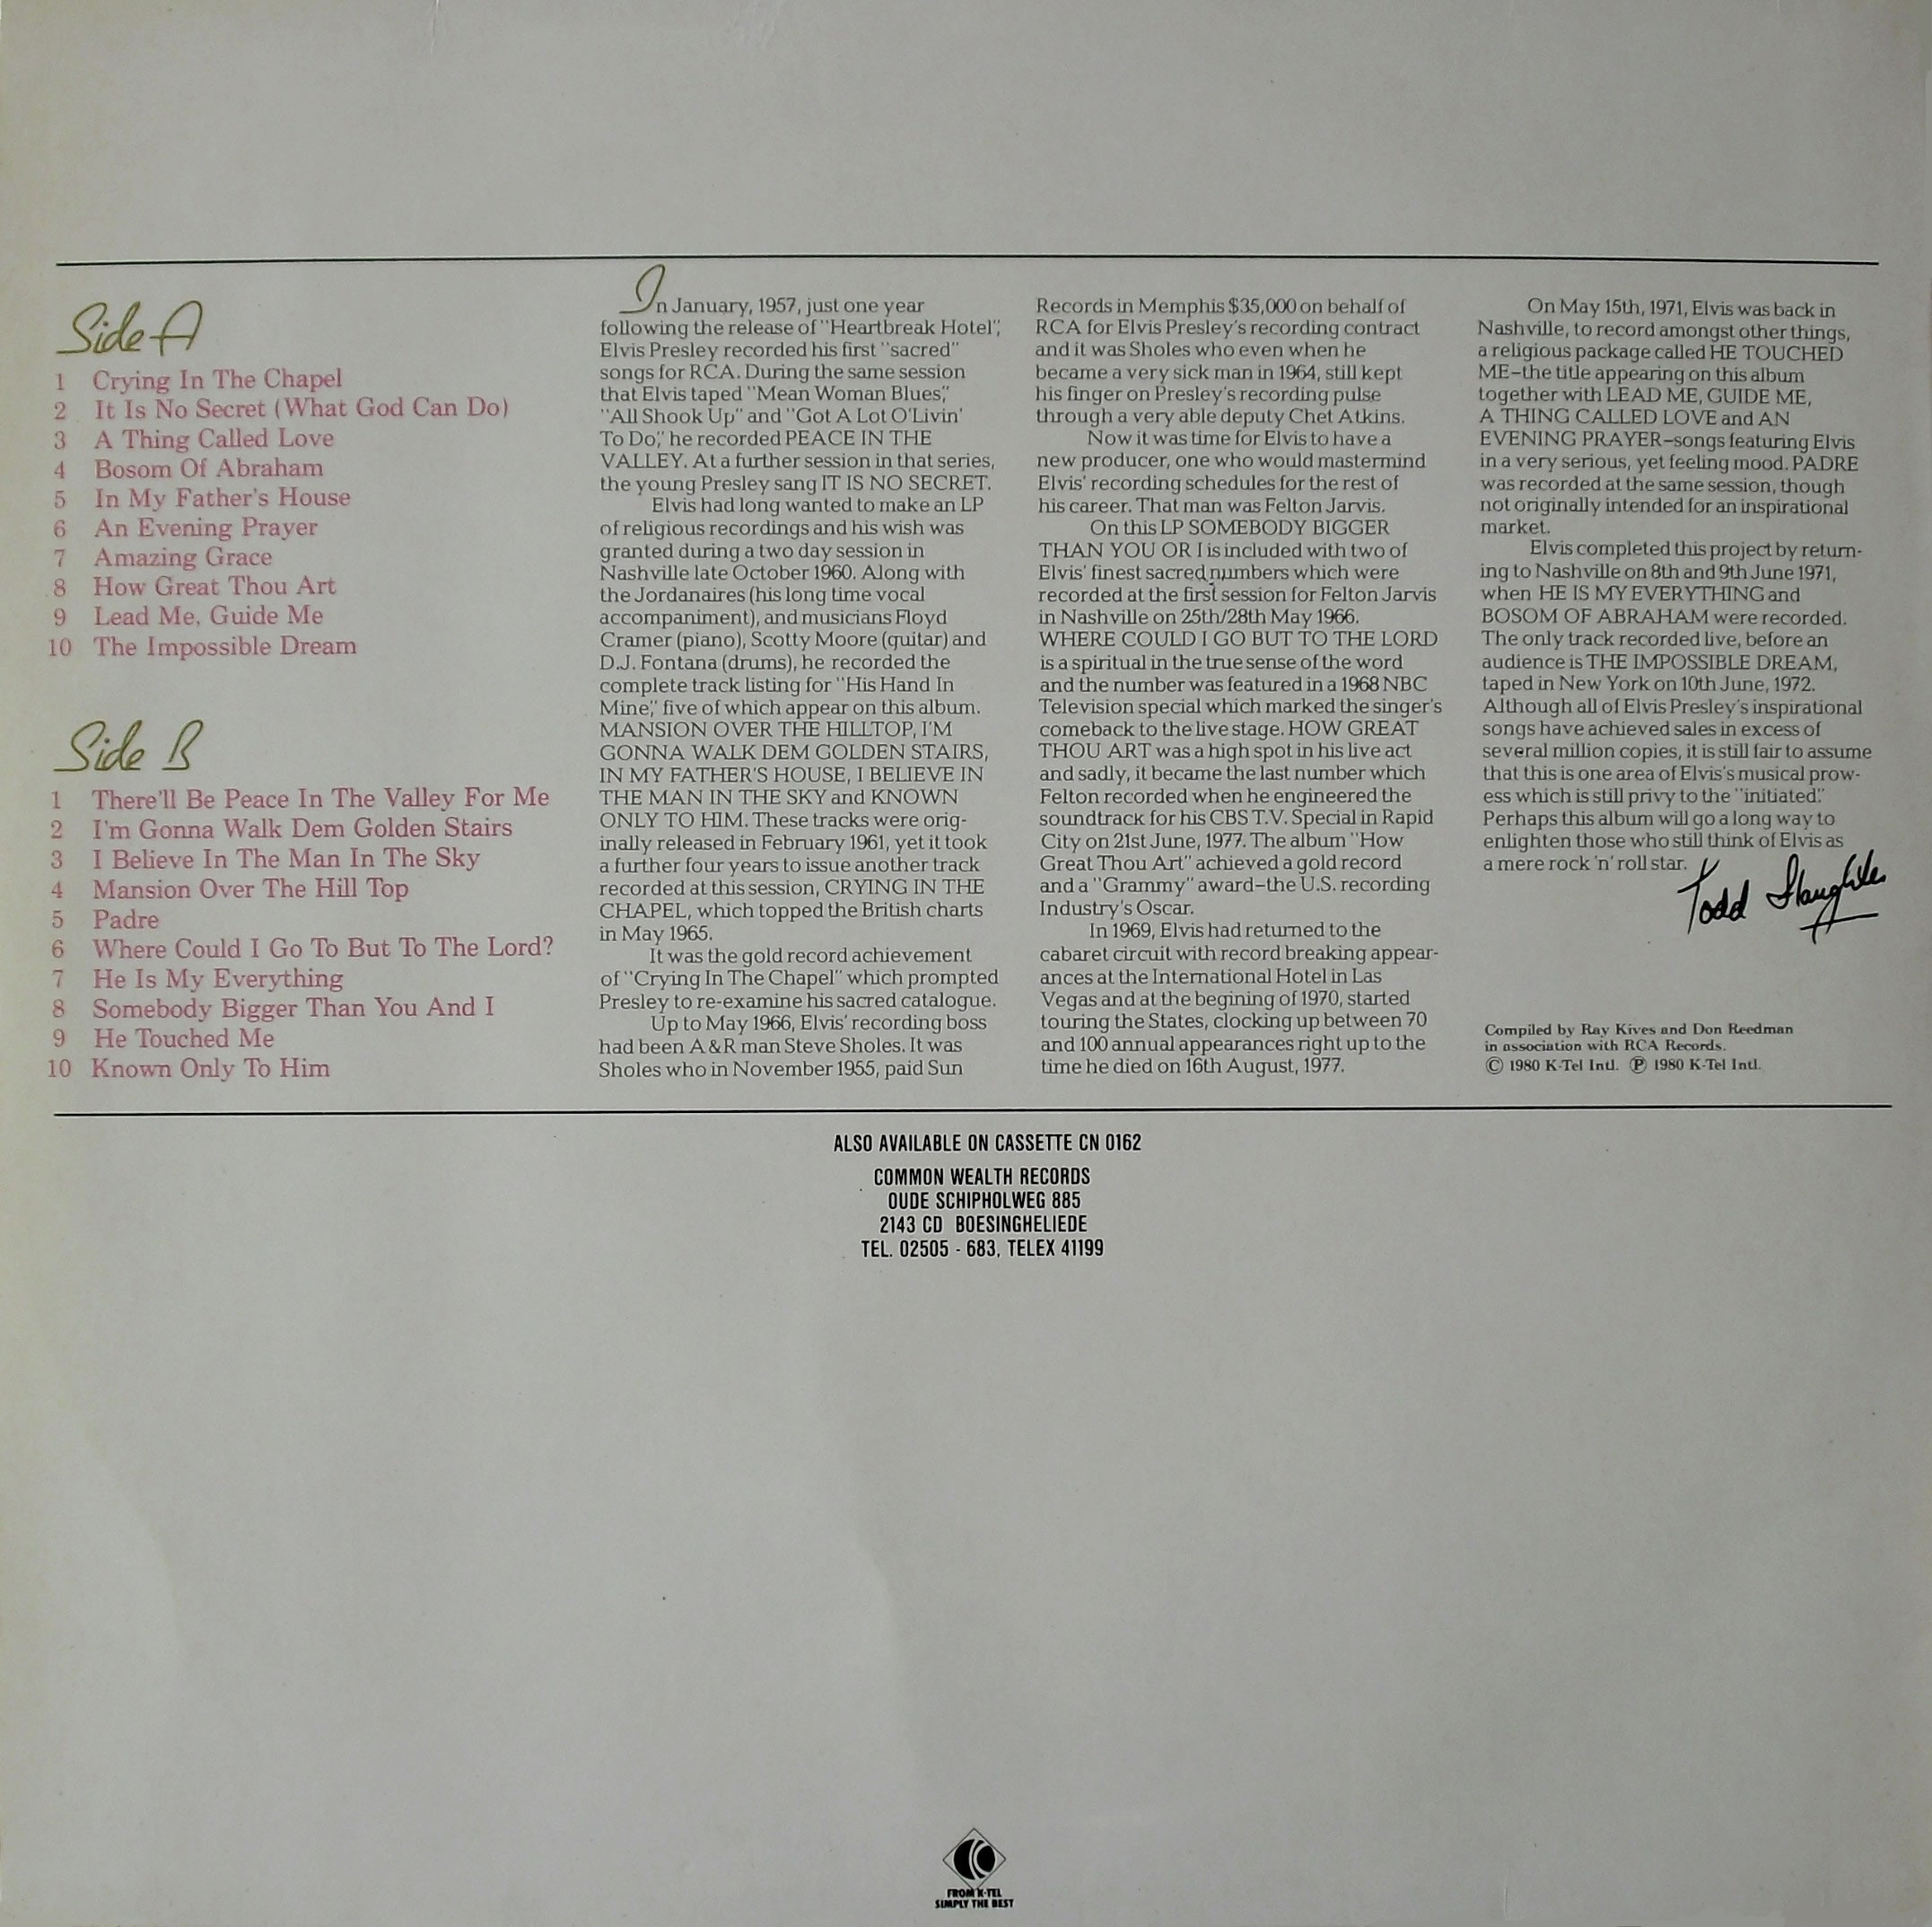 Side A
1 Crying In The Chapel
2 It Is No Secret (What God Can Do)
3 A Thing Called Love
4 Bosom Of Abraham
5 In My Father's House
6 An Evening Prayer
7 Amazing Grace
8 How Great Thou Art
9 Lead Me, Guide Me
10 The Impossible Dream
Side B
1 There'll Be Peace In The Valley For Me
2 I'm Gonna Walk Dem Golden Stairs
3 I Believe In The Man In The Sky
4 Mansion Over The Hill Top
5 Padre
6 Where Could I Go To But To The Lord?
7 He Is My Everything
8 Somebody Bigger Than You And I
9 He Touched Me
10 Known Only To Him
In January, 1957, just one year
following the release of "Heartbreak Hotel",
Elvis Presley recorded his first "sacred"
songs for RCA. During the same session
that Elvis taped "Mean Woman Blues,"
"All Shook Up" and "Got A Lot O'Livin'
To Do," he recorded PEACE IN THE
VALLEY. At a further session in that series,
the young Presley sang IT IS NO SECRET.
Elvis had long wanted to make an LP
of religious recordings and his wish was
granted during a two day session in
Nashville late October 1960. Along with
the Jordanaires (his long time vocal
accompaniment), and musicians Floyd
Cramer (piano), Scotty Moore (guitar) and
D.J. Fontana (drums), he recorded the
complete track listing for "His Hand In
Mine," five of which appear on this album.
MANSION OVER THE HILLTOP, I'M
GONNA WALK DEM GOLDEN STAIRS,
IN MY FATHER'S HOUSE, I BELIEVE IN
THE MAN IN THE SKY and KNOWN
ONLY TO HIM. These tracks were orig-
inally released in February 1961, yet it took
a further four years to issue another track
recorded at this session, CRYING IN THE
CHAPEL, which topped the British charts
in May 1965.
It was the gold record achievement
of "Crying In The Chapel" which prompted
Presley to re-examine his sacred catalogue.
Up to May 1966, Elvis' recording boss
had been A&R man Steve Sholes. It was
Sholes who in November 1955, paid Sun
Records in Memphis $35,000 on behalf of
RCA for Elvis Presley's recording contract
and it was Sholes who even when he
became a very sick man in 1964, still kept
his finger on Presley's recording pulse
through a very able deputy Chet Atkins.
Now it was time for Elvis to have a
new producer, one who would mastermind
Elvis' recording schedules for the rest of
his career. That man was Felton Jarvis.
On this LP SOMEBODY BIGGER
THAN YOU OR I is included with two of
Elvis' finest sacred numbers which were
recorded at the first session for Felton Jarvis
in Nashville on 25th/28th May 1966.
WHERE COULD I GO BUT TO THE LORD
is a spiritual in the true sense of the word
and the number was featured in a 1968 NBC
Television special which marked the singer's
comeback to the live stage. HOW GREAT
THOU ART was a high spot in his live act
and sadly, it became the last number which
Felton recorded when he engineered the
soundtrack for his CBS T.V. Special in Rapid
City on 21st June, 1977. The album "How
Great Thou Art" achieved a gold record
and a "Grammy" award–the U.S. recording
Industry's Oscar.
In 1969, Elvis had returned to the
cabaret circuit with record breaking appear-
ances at the International Hotel in Las
Vegas and at the begining of 1970, started
touring the States, clocking up between 70
and 100 annual appearances right up to the
time he died on 16th August, 1977.
On May 15th, 1971, Elvis was back in
Nashville, to record amongst other things,
a religious package called HE TOUCHED
ME–the title appearing on this album
together with LEAD ME, GUIDE ME,
A THING CALLED LOVE and AN
EVENING PRAYER–songs featuring Elvis
in a very serious, yet feeling mood. PADRE
was recorded at the same session, though
not originally intended for an inspirational
market.
Elvis completed this project by return-
ing to Nashville on 8th and 9th June 1971,
when HE IS MY EVERYTHING and
BOSOM OF ABRAHAM were recorded.
The only track recorded live, before an
audience is THE IMPOSSIBLE DREAM,
taped in New York on 10th June, 1972.
Although all of Elvis Presley's inspirational
songs have achieved sales in excess of
several million copies, it is still fair to assume
that this is one area of Elvis's musical prow-
ess which is still privy to the "initiated."
Perhaps this album will go a long way to
enlighten those who still think of Elvis as
a mere rock 'n' roll star.
Todd Slaughter
Compiled by Ray Kives and Don Reedman
in association with RCA Records.
© 1980 K-Tel Intl. ℗ 1980 K-Tel Intl.
ALSO AVAILABLE ON CASSETTE CN 0162
COMMON WEALTH RECORDS
OUDE SCHIPHOLWEG 885
2143 CD BOESINGHELIEDE
TEL. 02505 - 683, TELEX 41199
FROM K-TEL
SIMPLY THE BEST